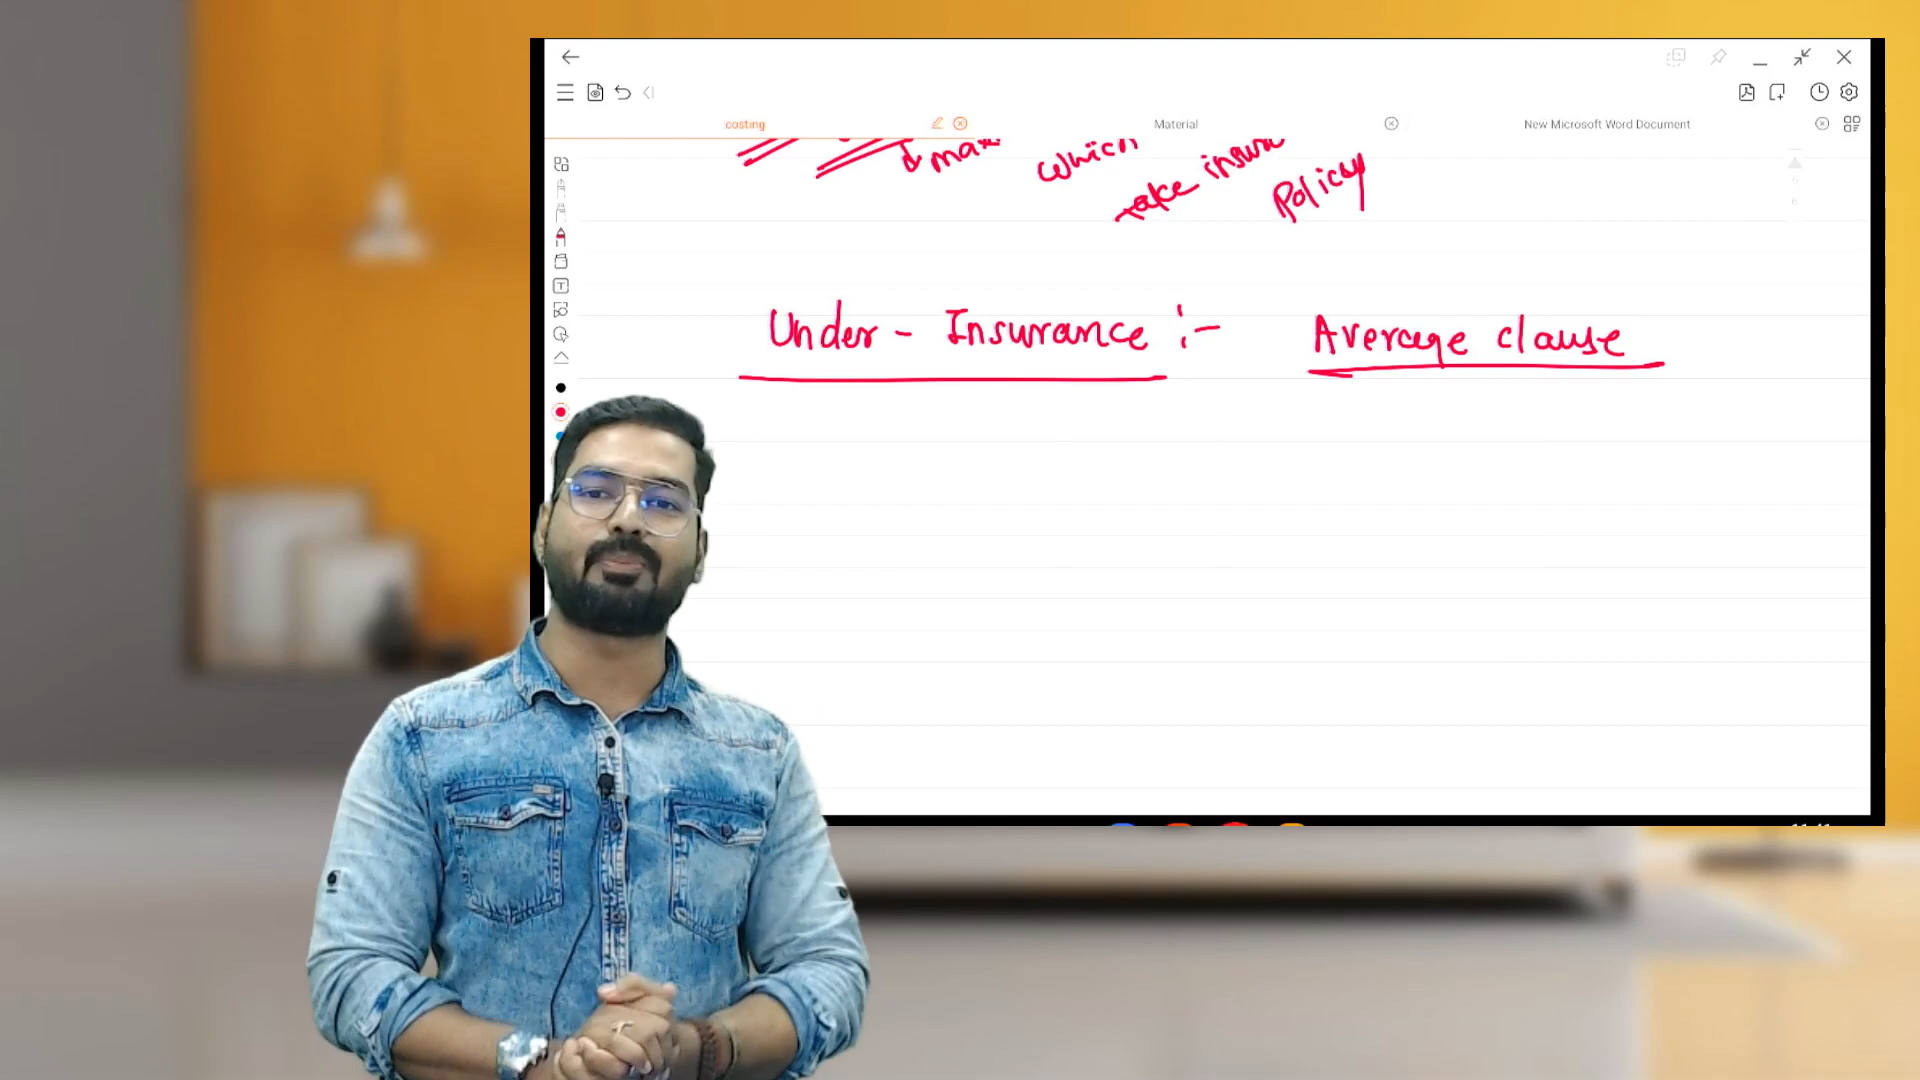 costing Material New Microsoft Word Document
which
take insura
Policy
Under - Insurance :- Average clause